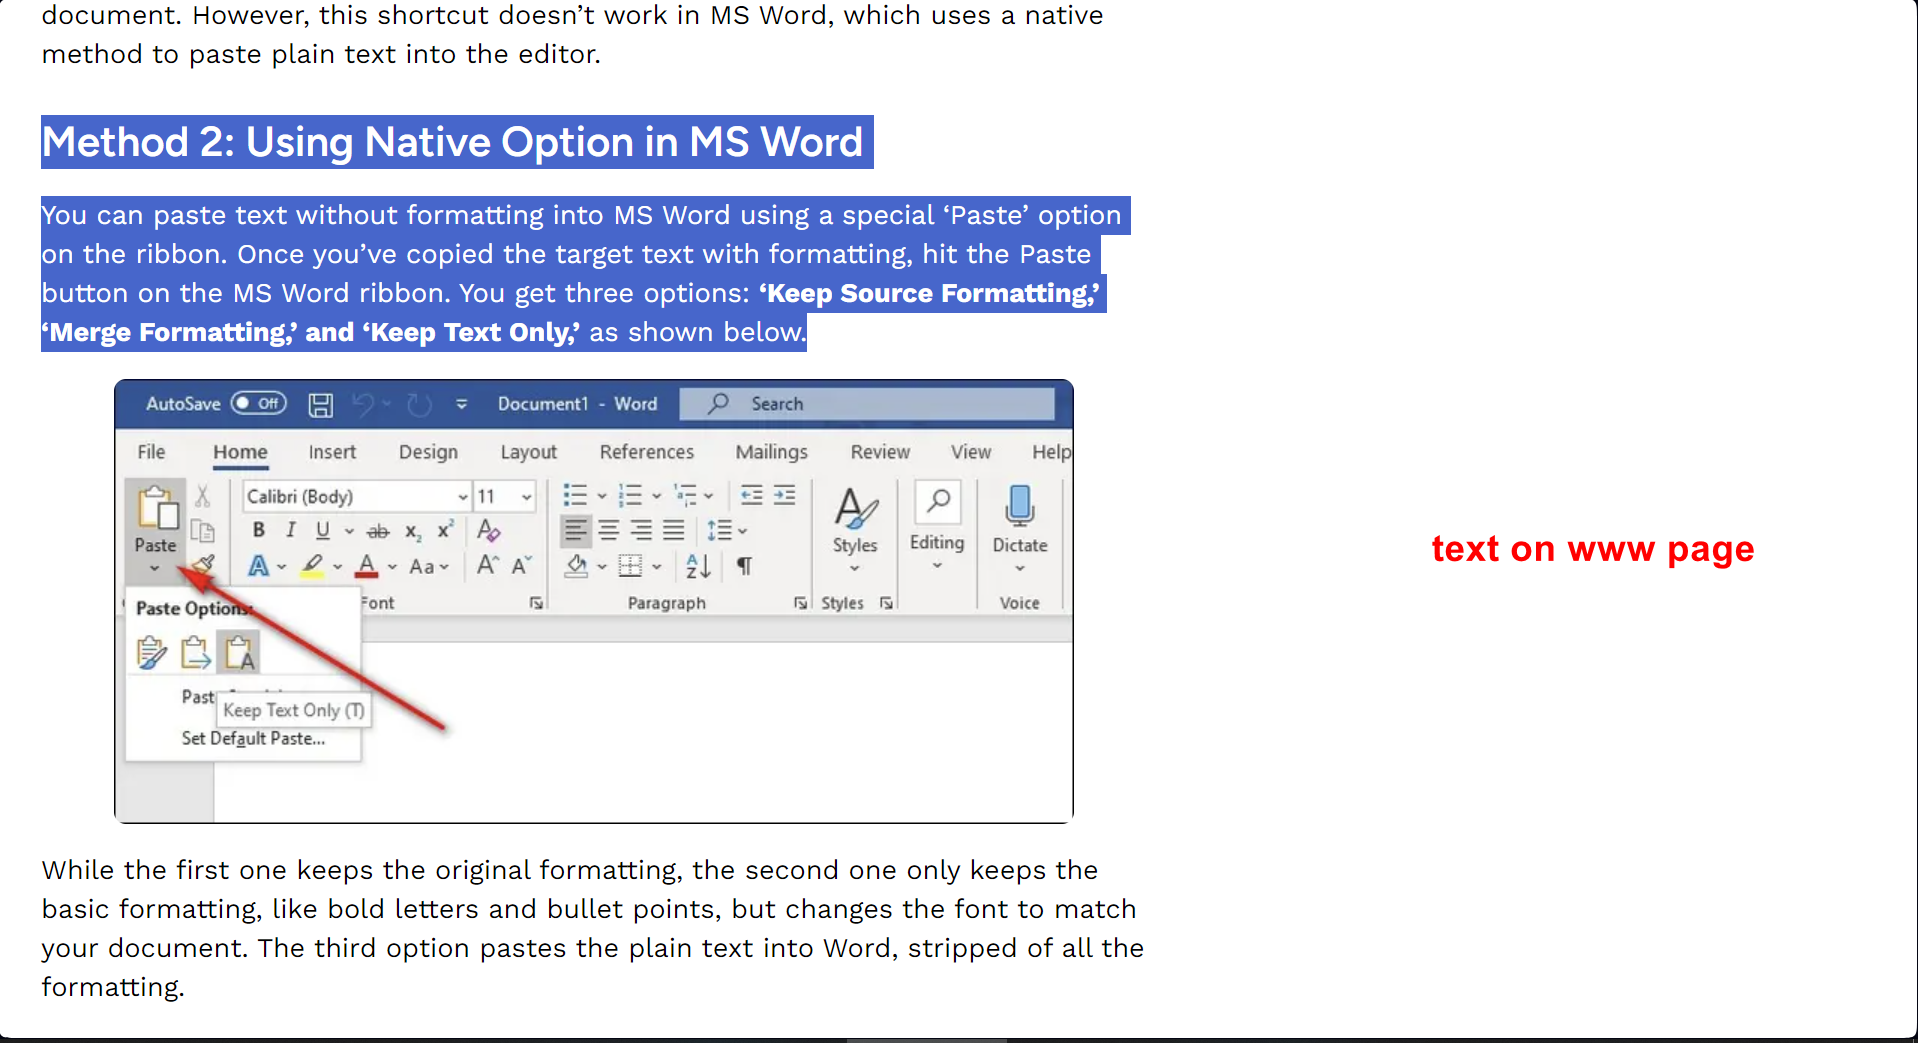 document. However, this shortcut doesn’t work in MS Word, which uses a native
method to paste plain text into the editor.
Method 2: Using Native Option in MS Word
You can paste text without formatting into MS Word using a special ‘Paste’ option
on the ribbon. Once you’ve copied the target text with formatting, hit the Paste
button on the MS Word ribbon. You get three options: ‘Keep Source Formatting,’
‘Merge Formatting,’ and ‘Keep Text Only,’ as shown below.
AutoSave Off Document1 - Word Search
File Home Insert Design Layout References Mailings Review View Help
Calibri (Body) 11
B I U ab x₂ x² A
Paste Styles Editing Dictate
A A Aa A A A Z
Paste Options: Font Paragraph Styles Voice
A
Past
Keep Text Only (T)
Set Default Paste...
text on www page
While the first one keeps the original formatting, the second one only keeps the
basic formatting, like bold letters and bullet points, but changes the font to match
your document. The third option pastes the plain text into Word, stripped of all the
formatting.